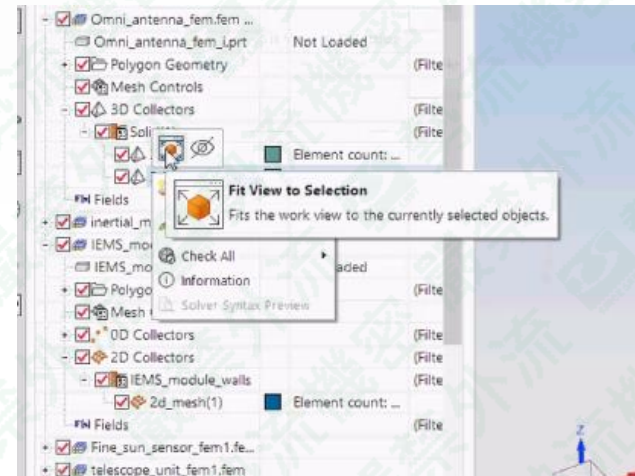 Omni_antenna_fem.fem ...
Omni_antenna_fem_i.prt Not Loaded
Polygon Geometry (Filte
Mesh Controls
3D Collectors (Filte
Soli (Filte
Element count: ...
Fit View to Selection
Fields
Fits the work view to the currently selected objects.
inertial_m
IEMS_mo
Check All
IEMS_mo aded
Information
Polygo (Filte
Mesh
Solver Syntax Preview
0D Collectors (Filte
2D Collectors (Filte
IEMS_module_walls (Filte
2d_mesh(1) Element count: ...
Fields (Filte
Fine_sun_sensor_fem1.fe...
telescope_unit_fem1.fem
Z